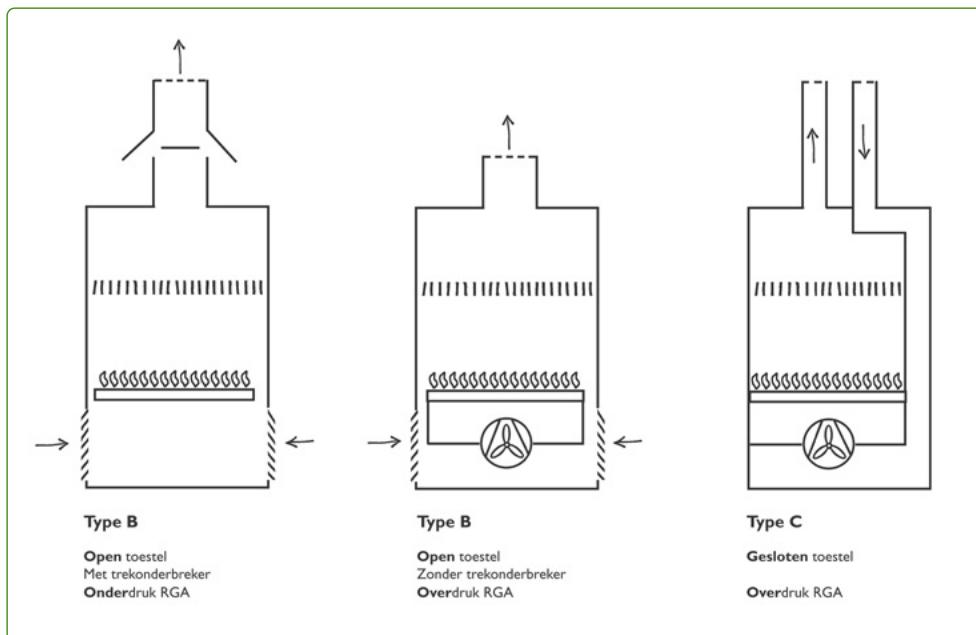 Type B
Open toestel
Met trekonderbreker
Onderdruk RGA
Type B
Open toestel
Zonder trekonderbreker
Overdruk RGA
Type C
Gesloten toestel
Overdruk RGA